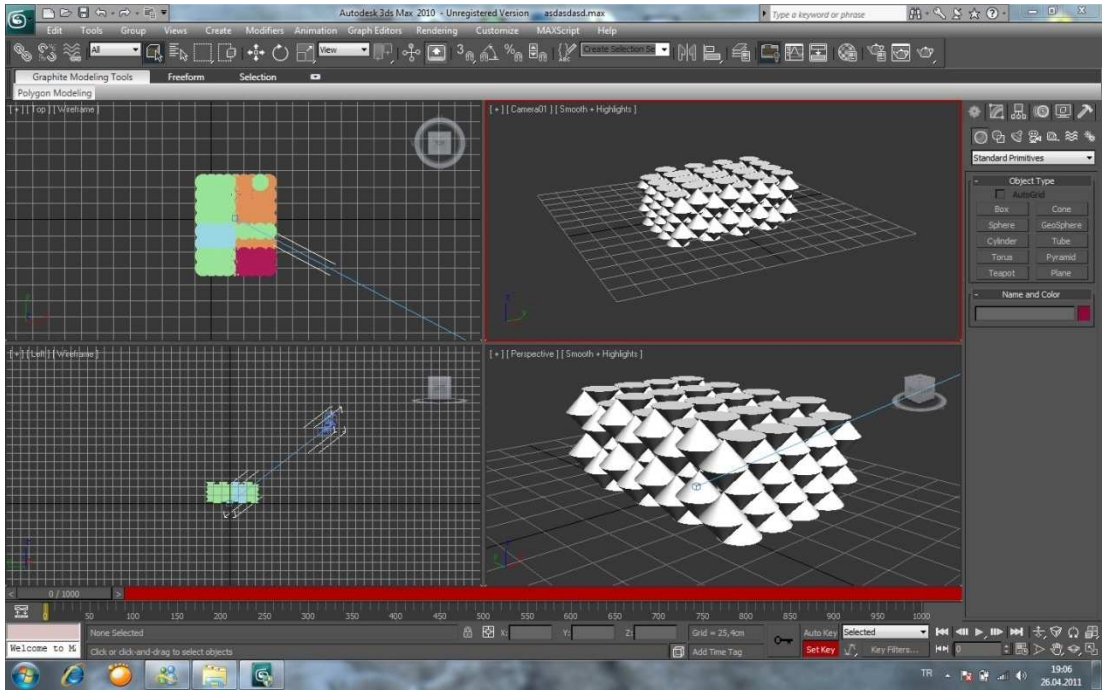 Autodesk 3ds Max 2010 - Unregistered Version asdasdasd.max
Type a keyword or phrase
Edit Tools Group Views Create Modifiers Animation Graph Editors Rendering Customize MAXScript Help
All
View
Create Selection Se
Graphite Modeling Tools Freeform Selection
Polygon Modeling
[ + ] [ Top ] [ Wireframe ]
[ + ] [ Camera01 ] [ Smooth + Highlights ]
Standard Primitives
Object Type
AutoGrid
Box Cone
Sphere GeoSphere
Cylinder Tube
Torus Pyramid
Teapot Plane
Name and Color
[ + ] [ Left ] [ Wireframe ]
[ + ] [ Perspective ] [ Smooth + Highlights ]
< 0 / 1000 >
0 50 100 150 200 250 300 350 400 450 500 550 600 650 700 750 800 850 900 950 1000
None Selected X: Y: Z: Grid = 25,4cm Auto Key Selected
Welcome to M Click or click-and-drag to select objects Add Time Tag Set Key Key Filters... 0
TR 19:06
26.04.2011